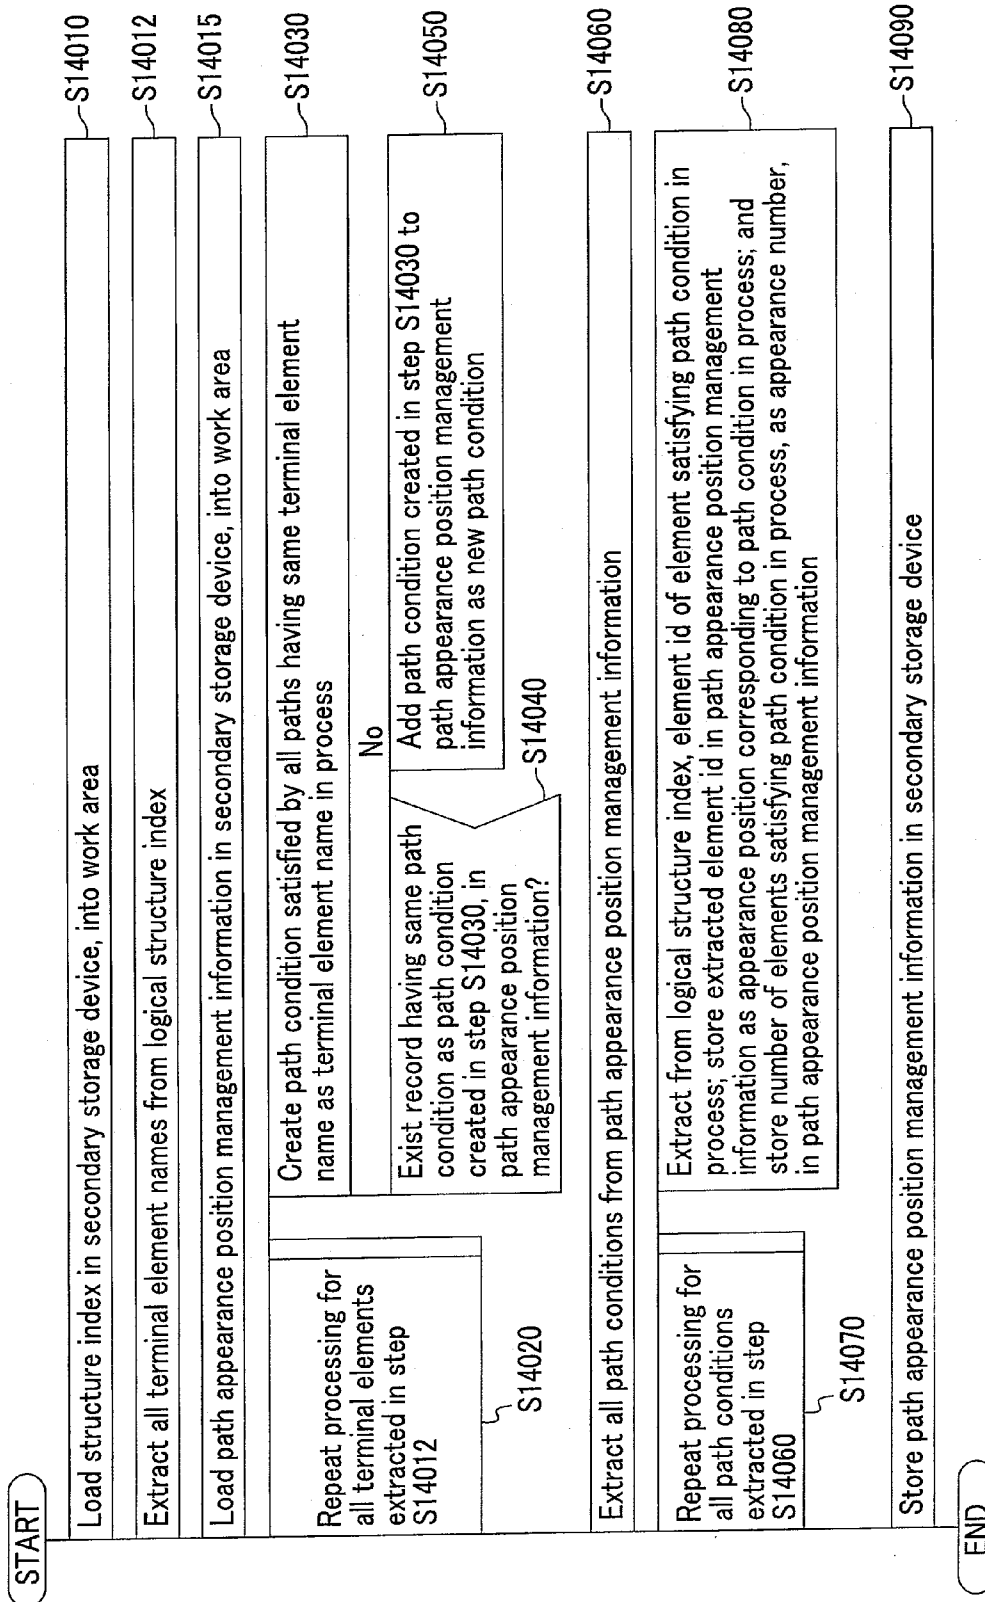 START
Load structure index in secondary storage device, into work area
S14010
Extract all terminal element names from logical structure index
S14012
Load path appearance position management information in secondary storage device, into work area
S14015
Repeat processing for
all terminal elements
extracted in step
S14012
S14020
Create path condition satisfied by all paths having same terminal element
name as terminal element name in process
S14030
Exist record having same path
condition as path condition
created in step S14030, in
path appearance position
management information?
S14040
No
Add path condition created in step S14030 to
path appearance position management
information as new path condition
S14050
Extract all path conditions from path appearance position management information
S14060
Repeat processing for
all path conditions
extracted in step
S14060
S14070
Extract from logical structure index, element id of element satisfying path condition in
process; store extracted element id in path appearance position management
information as appearance position corresponding to path condition in process; and
store number of elements satisfying path condition in process, as appearance number,
in path appearance position management information
S14080
Store path appearance position management information in secondary storage device
S14090
END